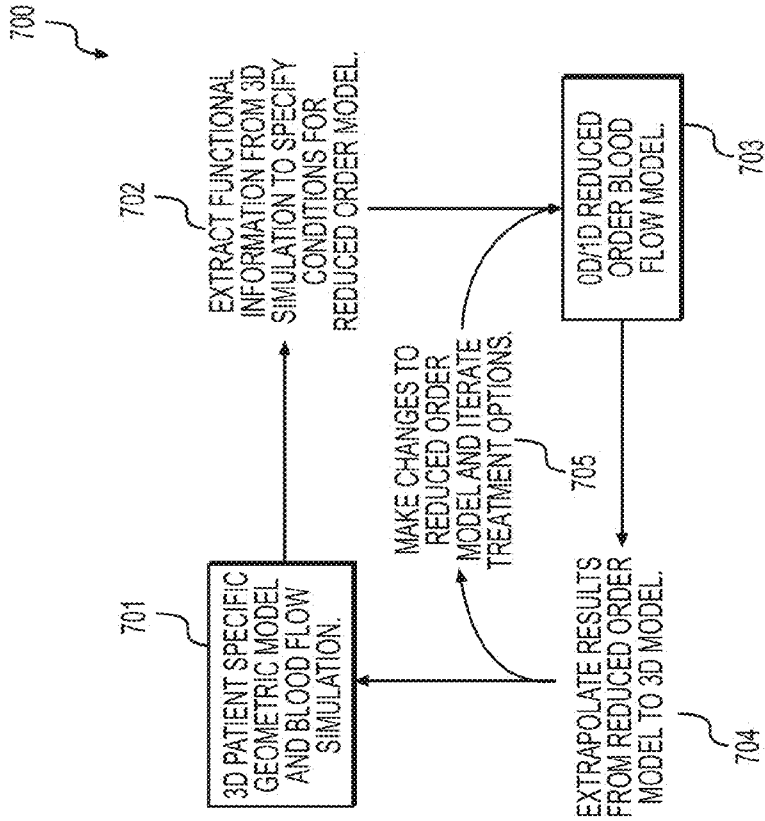 700
701
3D PATIENT SPECIFIC
GEOMETRIC MODEL
AND BLOOD FLOW
SIMULATION.
702
EXTRACT FUNCTIONAL
INFORMATION FROM 3D
SIMULATION TO SPECIFY
CONDITIONS FOR
REDUCED ORDER MODEL.
MAKE CHANGES TO
REDUCED ORDER
MODEL AND ITERATE
TREATMENT OPTIONS.
705
704
EXTRAPOLATE RESULTS
FROM REDUCED ORDER
MODEL TO 3D MODEL.
0D/1D REDUCED
ORDER BLOOD
FLOW MODEL.
703